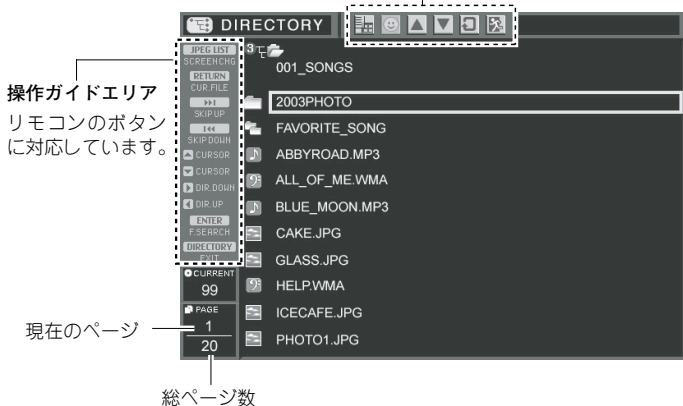 DIRECTORY
JPEG LIST
SCREEN CHG
RETURN
CUR.FILE
SKIP UP
SKIP DOWN
CURSOR
CURSOR
DIR.DOWN
DIR.UP
ENTER
F.SEARCH
DIRECTORY
EXIT
CURRENT
99
PAGE
1
20
3
001_SONGS
2003PHOTO
FAVORITE_SONG
ABBYROAD.MP3
ALL_OF_ME.WMA
BLUE_MOON.MP3
CAKE.JPG
GLASS.JPG
HELP.WMA
ICECAFE.JPG
PHOTO1.JPG
操作ガイドエリア
リモコンのボタン
に対応しています。
現在のページ
総ページ数